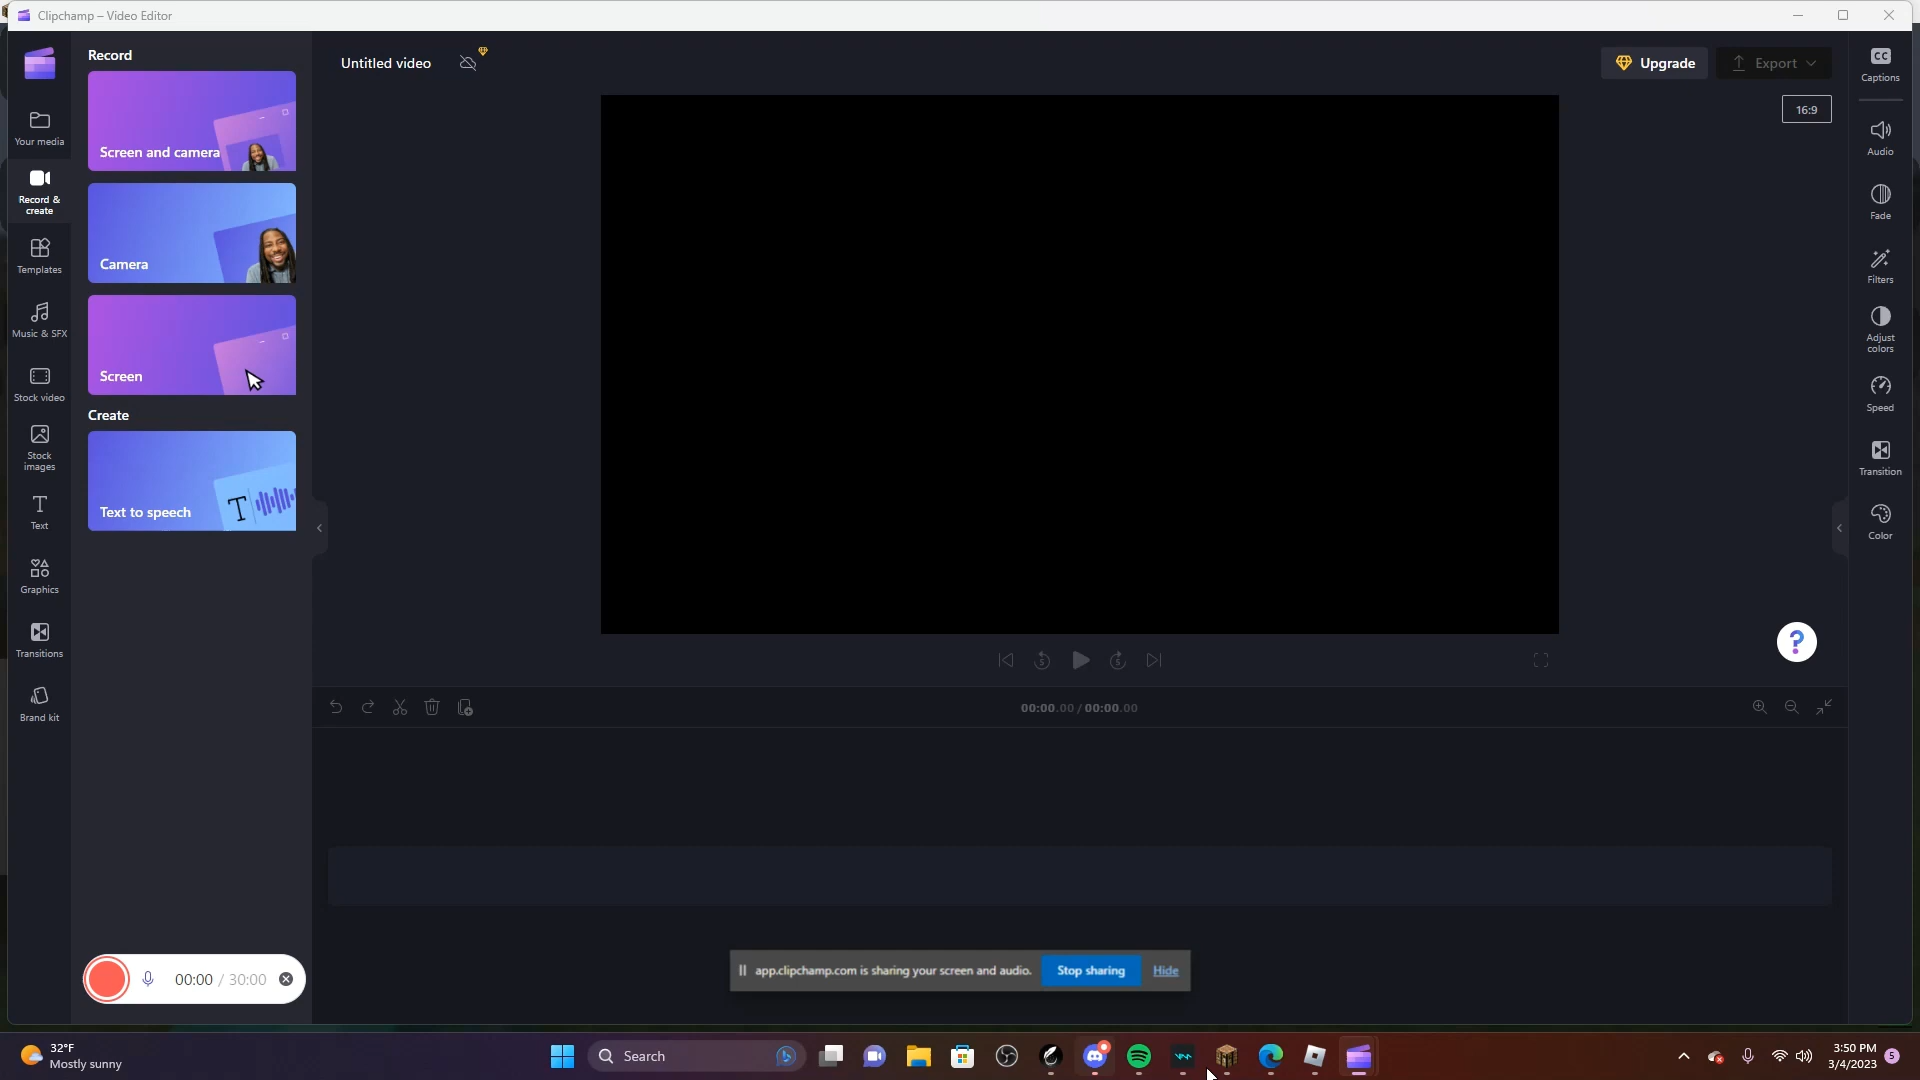 Clipchamp – Video Editor
Record
Screen and camera
Camera
Screen
Create
Text to speech
Your media
Record &
create
Templates
Music & SFX
Stock video
Stock
images
Text
Graphics
Transitions
Brand kit
Untitled video
Upgrade
Export
16:9
CC
Captions
Audio
Fade
Filters
Adjust
colors
Speed
Transition
Color
?
5
5
00:00.00 / 00:00.00
00:00 / 30:00
app.clipchamp.com is sharing your screen and audio.
Stop sharing
Hide
32°F
Mostly sunny
Search
3:50 PM
3/4/2023
5